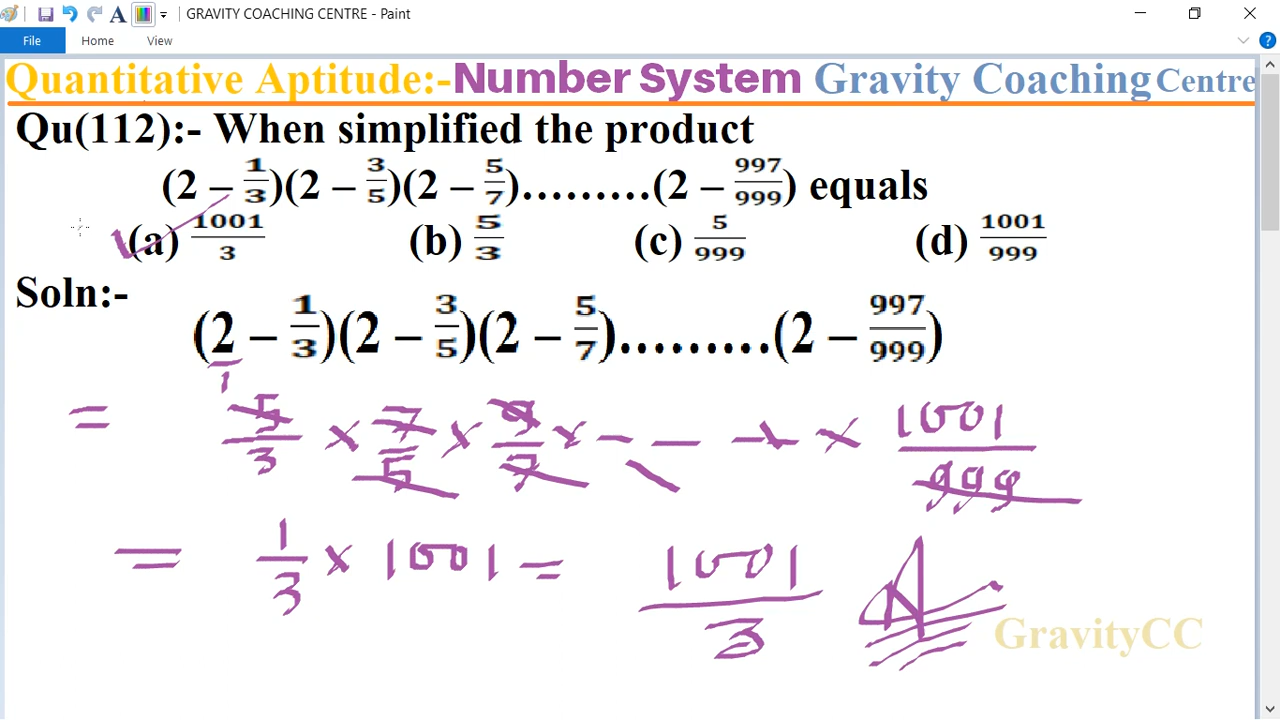 GRAVITY COACHING CENTRE - Paint
File Home View
Quantitative Aptitude:-Number System Gravity Coaching Centre
Qu(112):- When simplified the product
(2 – 1/3)(2 – 3/5)(2 – 5/7)………(2 – 997/999) equals
(a) 1001/3 (b) 5/3 (c) 5/999 (d) 1001/999
Soln:-
(2 – 1/3)(2 – 3/5)(2 – 5/7)………(2 – 997/999)
1
= 5/3 × 7/5 × 9/7 × – – – × × 1001/999
= 1/3 × 1001 = 1001/3
GravityCC